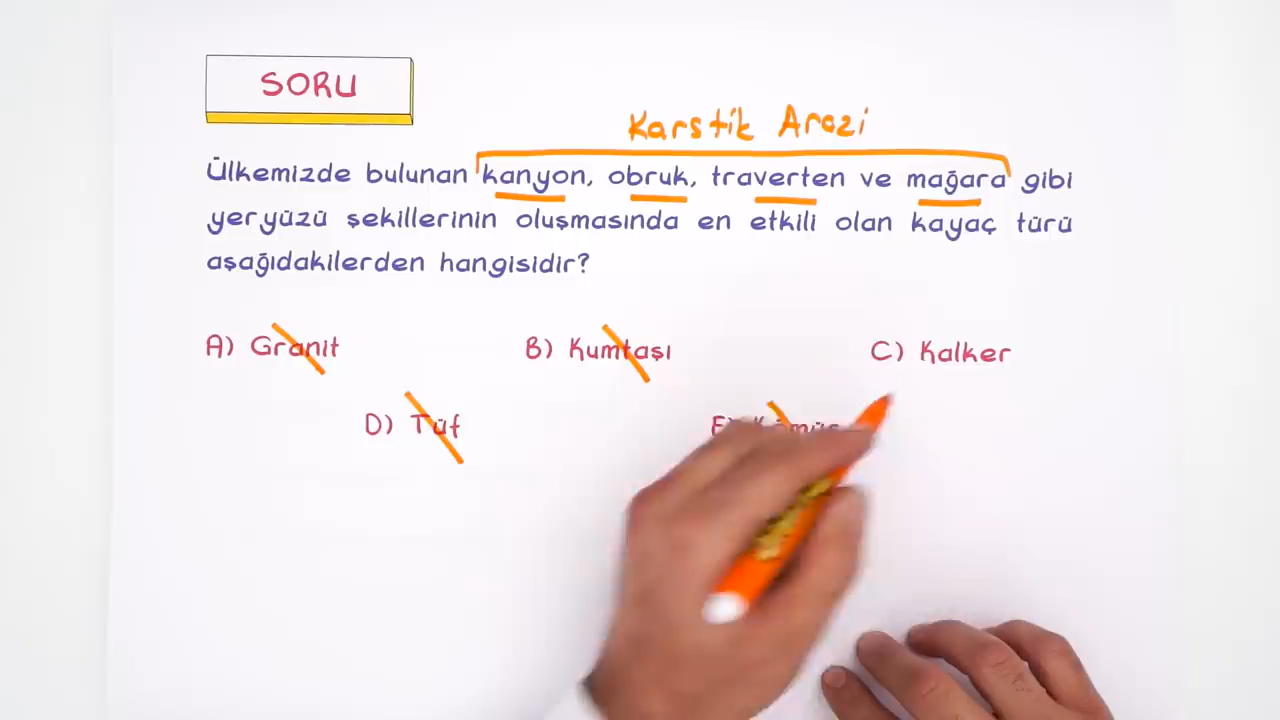 SORU
Karstik Arazi
Ülkemizde bulunan kanyon, obruk, traverten ve mağara gibi
yeryüzü şekillerinin oluşmasında en etkili olan kayaç türü
aşağıdakilerden hangisidir?
A) Granit B) Kumtaşı C) Kalker
D) Tüf E) Kömür